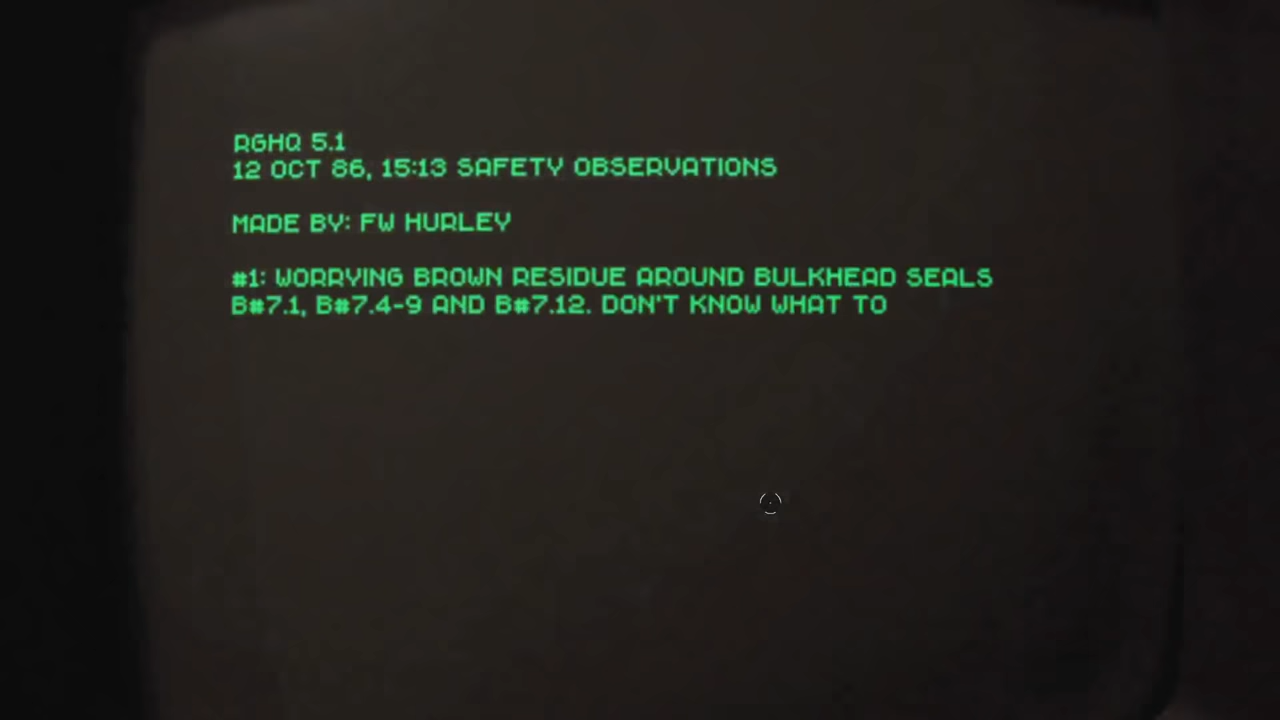 RGHQ 5.1
12 OCT 86, 15:13 SAFETY OBSERVATIONS
MADE BY: FW HURLEY
#1: WORRYING BROWN RESIDUE AROUND BULKHEAD SEALS
B#7.1, B#7.4-9 AND B#7.12. DON'T KNOW WHAT TO